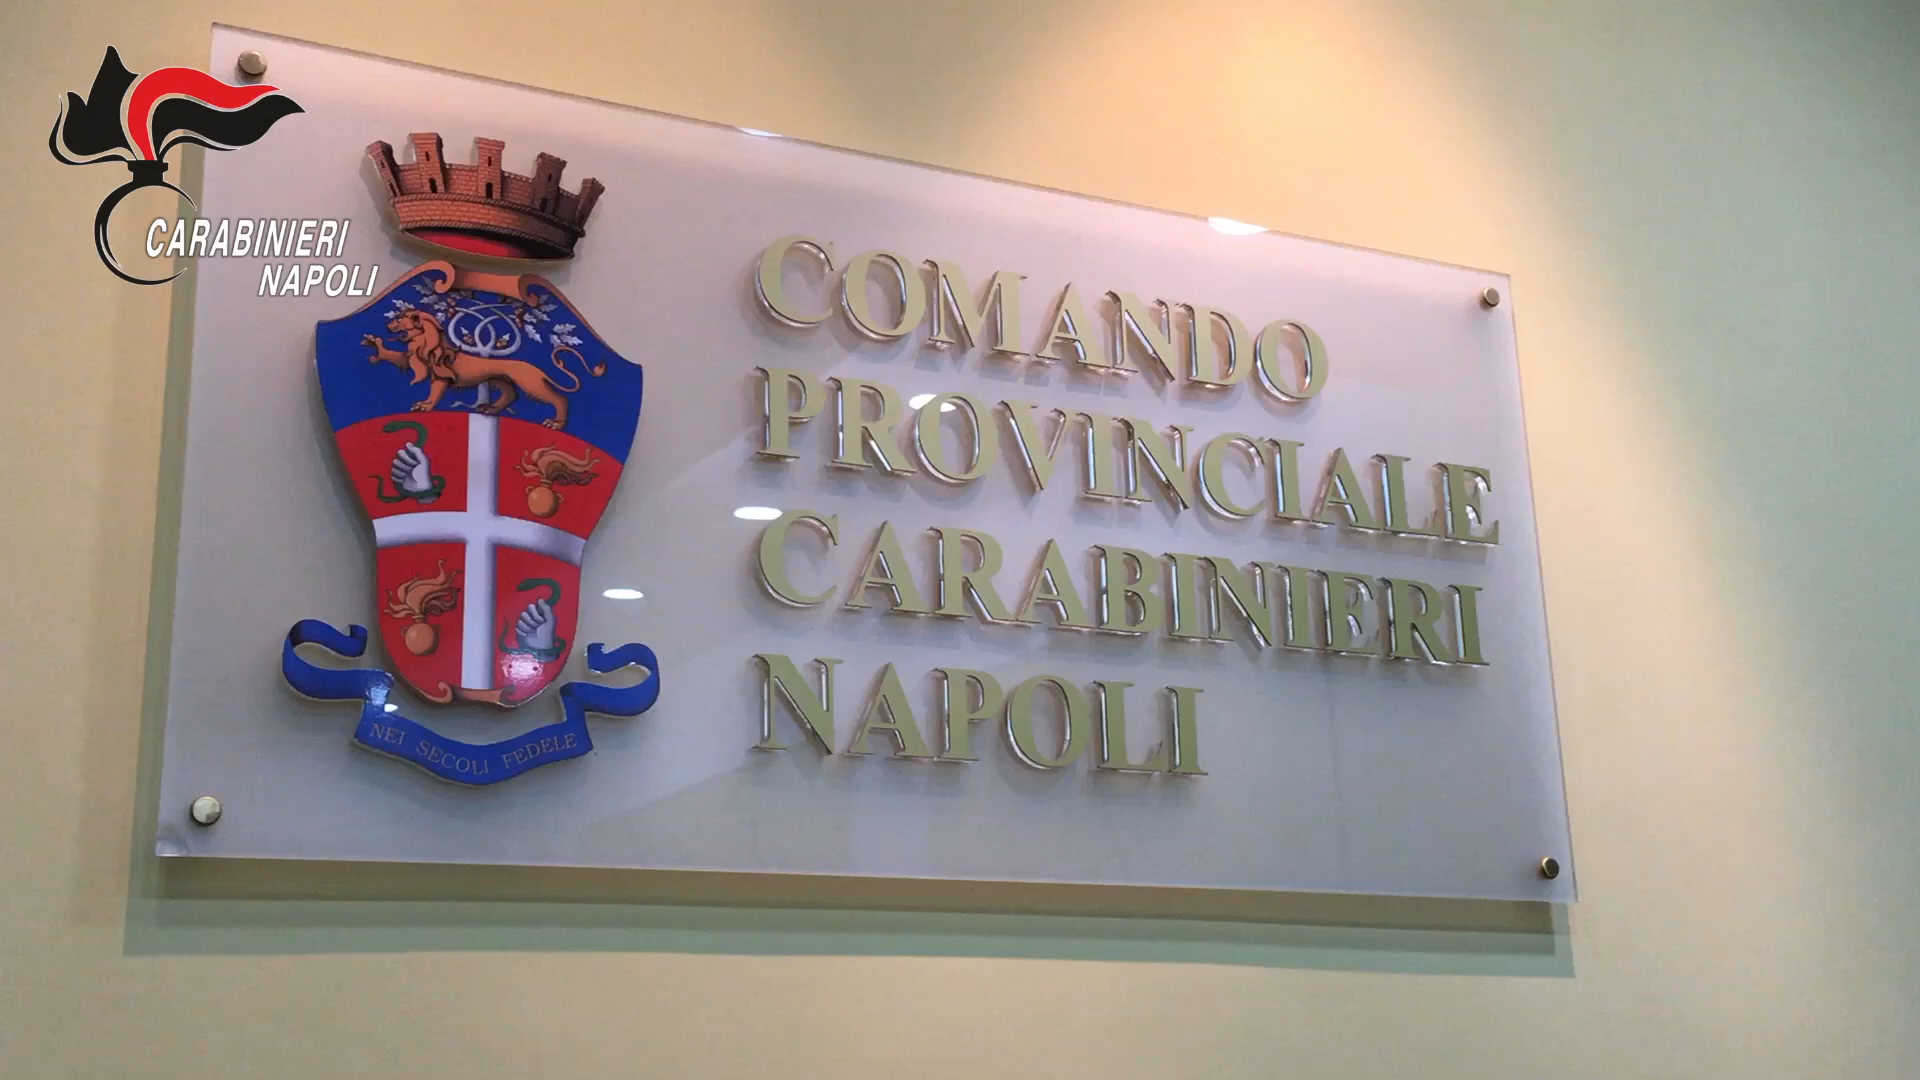 CARABINIERI
NAPOLI
COMANDO
PROVINCIALE
CARABINIERI
NAPOLI
NEI SECOLI FEDELE